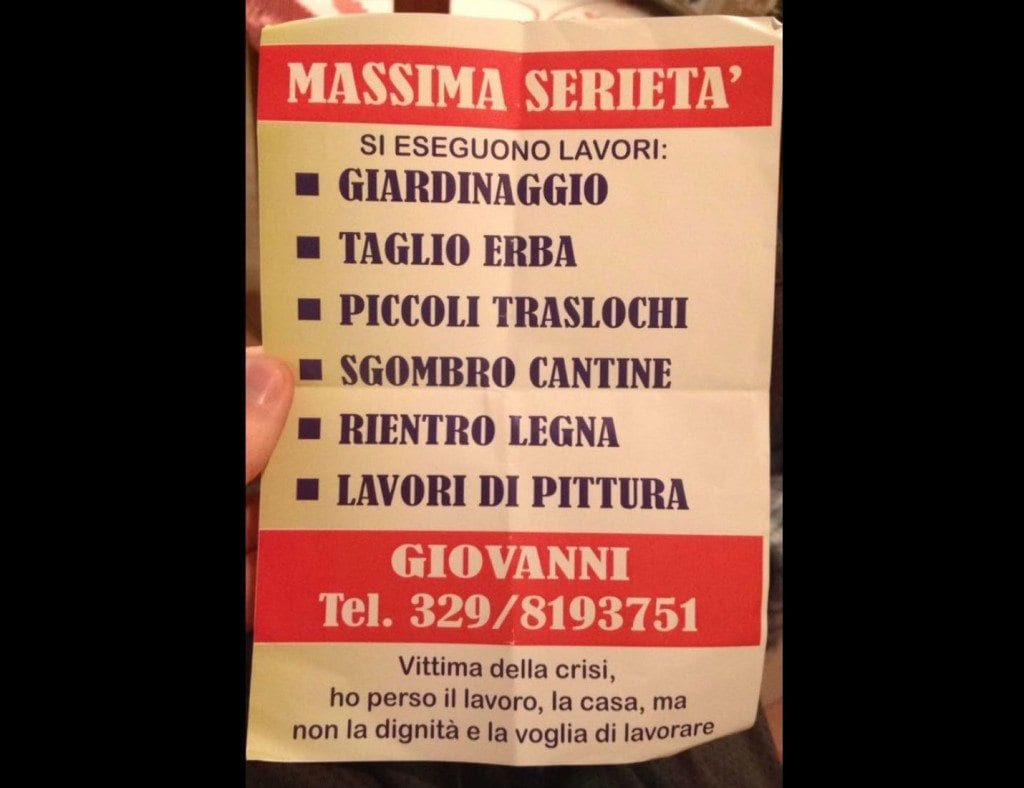 MASSIMA SERIETA'
SI ESEGUONO LAVORI:
■ GIARDINAGGIO
■ TAGLIO ERBA
■ PICCOLI TRASLOCHI
■ SGOMBRO CANTINE
■ RIENTRO LEGNA
■ LAVORI DI PITTURA
GIOVANNI
Tel. 329/8193751
Vittima della crisi,
ho perso il lavoro, la casa, ma
non la dignità e la voglia di lavorare